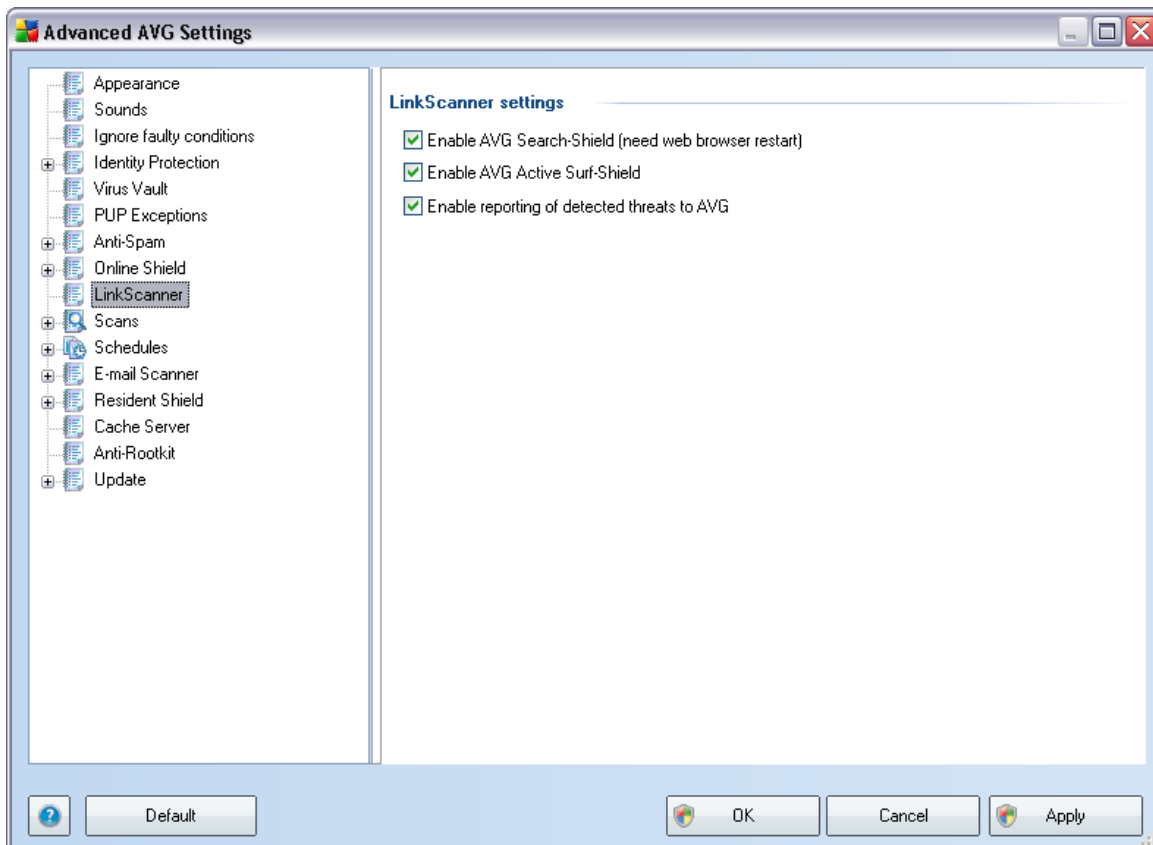 Advanced AVG Settings
Appearance
Sounds
Ignore faulty conditions
Identity Protection
Virus Vault
PUP Exceptions
Anti-Spam
Online Shield
LinkScanner
Scans
Schedules
E-mail Scanner
Resident Shield
Cache Server
Anti-Rootkit
Update
LinkScanner settings
Enable AVG Search-Shield (need web browser restart)
Enable AVG Active Surf-Shield
Enable reporting of detected threats to AVG
Default
OK
Cancel
Apply